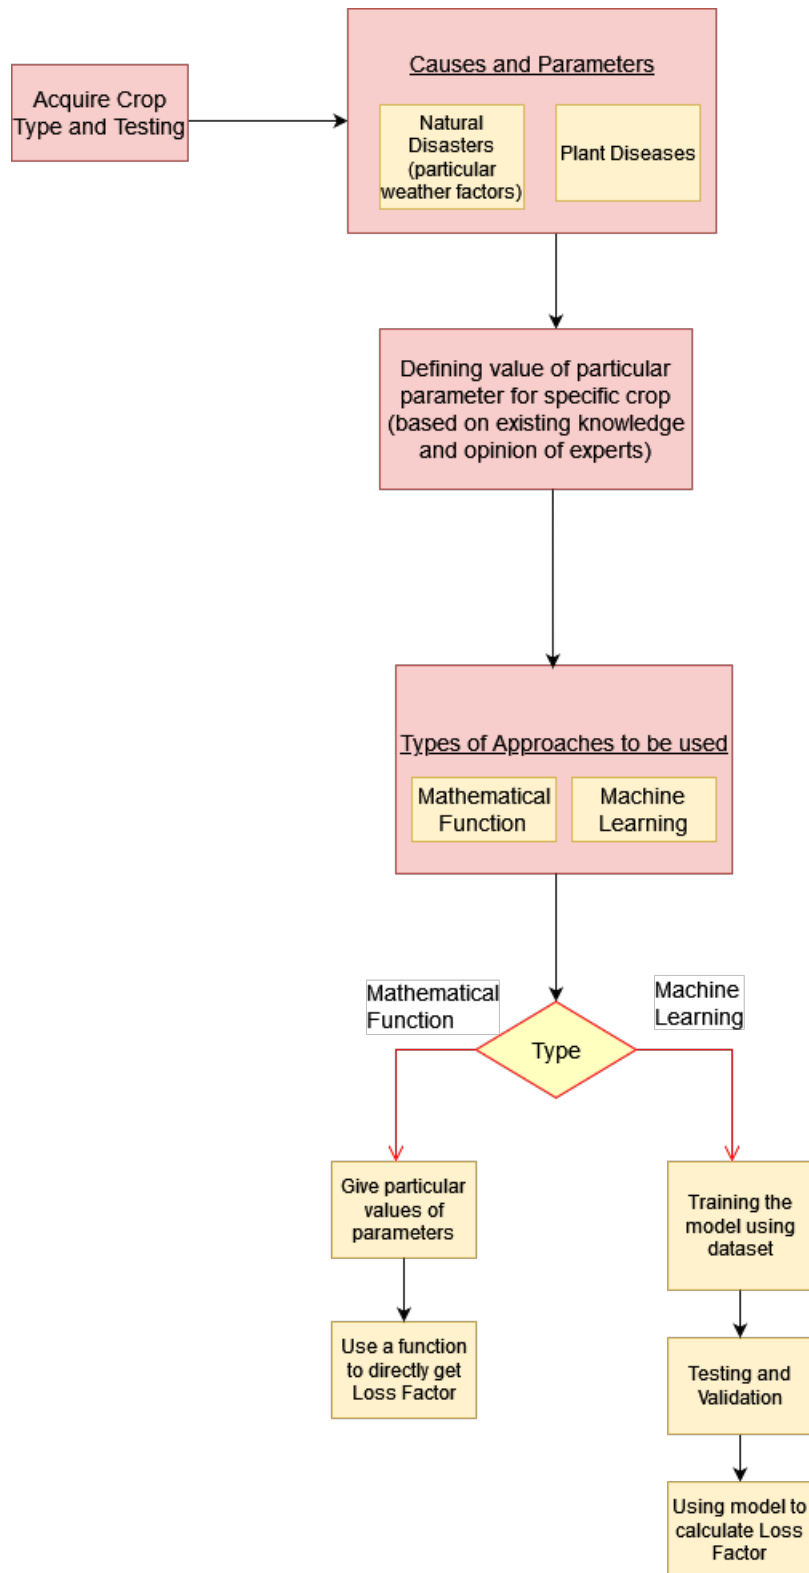 Causes and Parameters
Acquire Crop
Type and Testing
Natural
Disasters
(particular
weather factors)
Plant Diseases
Defining value of particular
parameter for specific crop
(based on existing knowledge
and opinion of experts)
Types of Approaches to be used
Mathematical
Function
Machine
Learning
Mathematical
Function
Machine
Learning
Type
Give particular
values of
parameters
Training the
model using
dataset
Use a function
to directly get
Loss Factor
Testing and
Validation
Using model to
calculate Loss
Factor